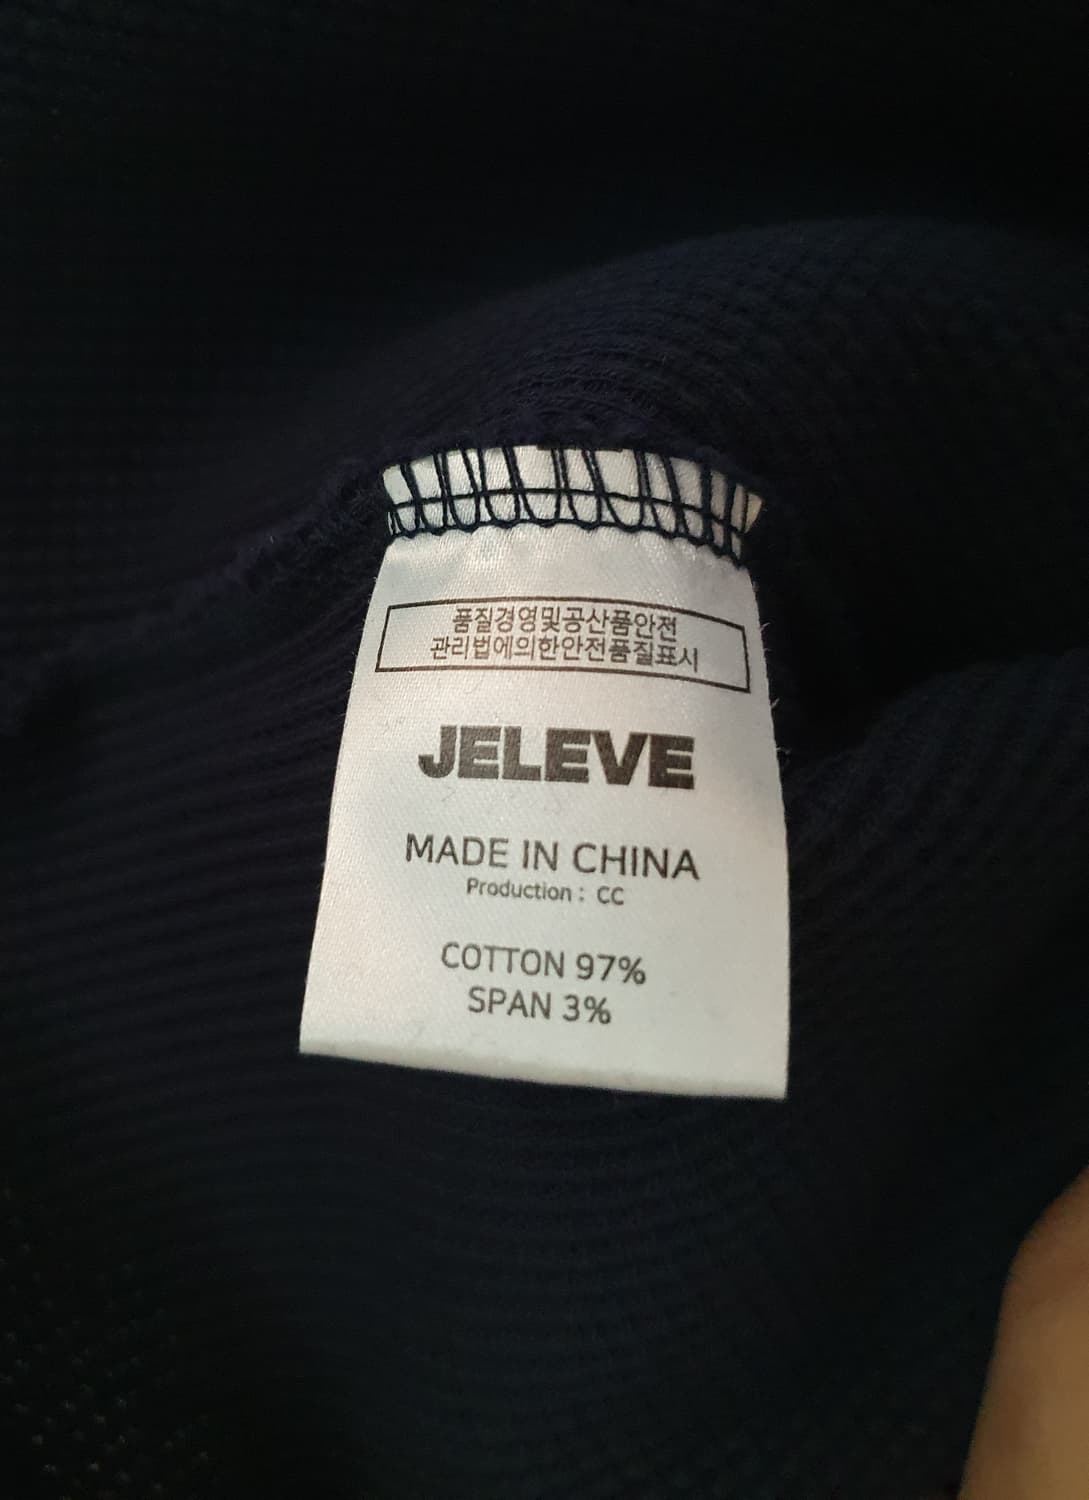 품질경영및공산품안전
관리법에의한안전품질표시
JELEVE
MADE IN CHINA
Production : CC
COTTON 97%
SPAN 3%